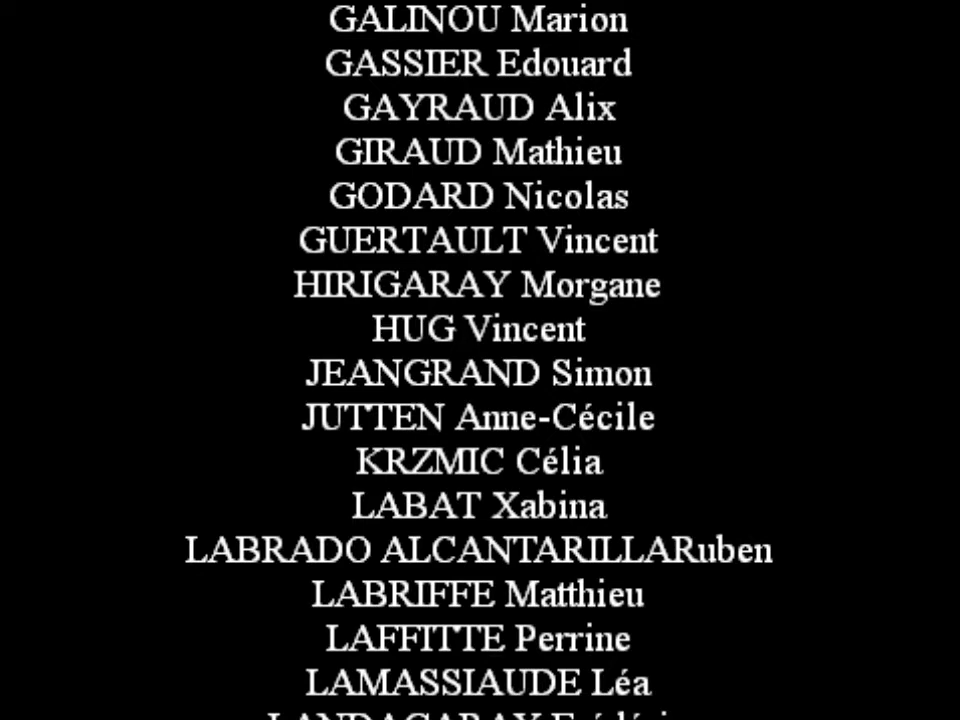 GALINOU Marion
GASSIER Edouard
GAYRAUD Alix
GIRAUD Mathieu
GODARD Nicolas
GUERTAULT Vincent
HIRIGARAY Morgane
HUG Vincent
JEANGRAND Simon
JUTTEN Anne-Cécile
KRZMIC Célia
LABAT Xabina
LABRADO ALCANTARILLARuben
LABRIFFE Matthieu
LAFFITTE Perrine
LAMASSIAUDE Léa